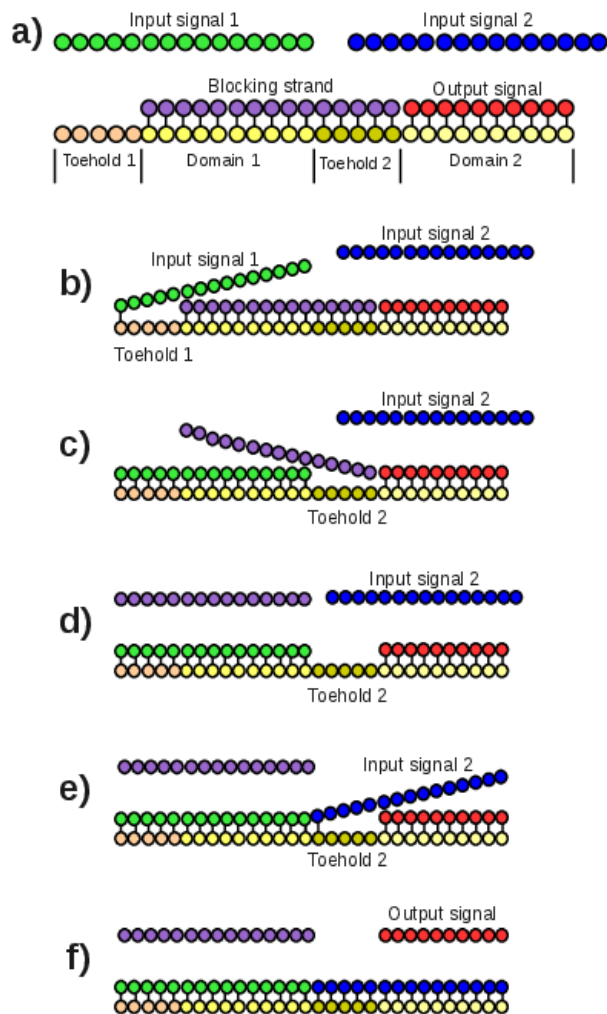 a)
Input signal 1
Input signal 2
Blocking strand
Output signal
Toehold 1
Domain 1
Toehold 2
Domain 2
b)
Input signal 2
Input signal 1
Toehold 1
c)
Input signal 2
Toehold 2
d)
Input signal 2
Toehold 2
e)
Input signal 2
Toehold 2
f)
Output signal